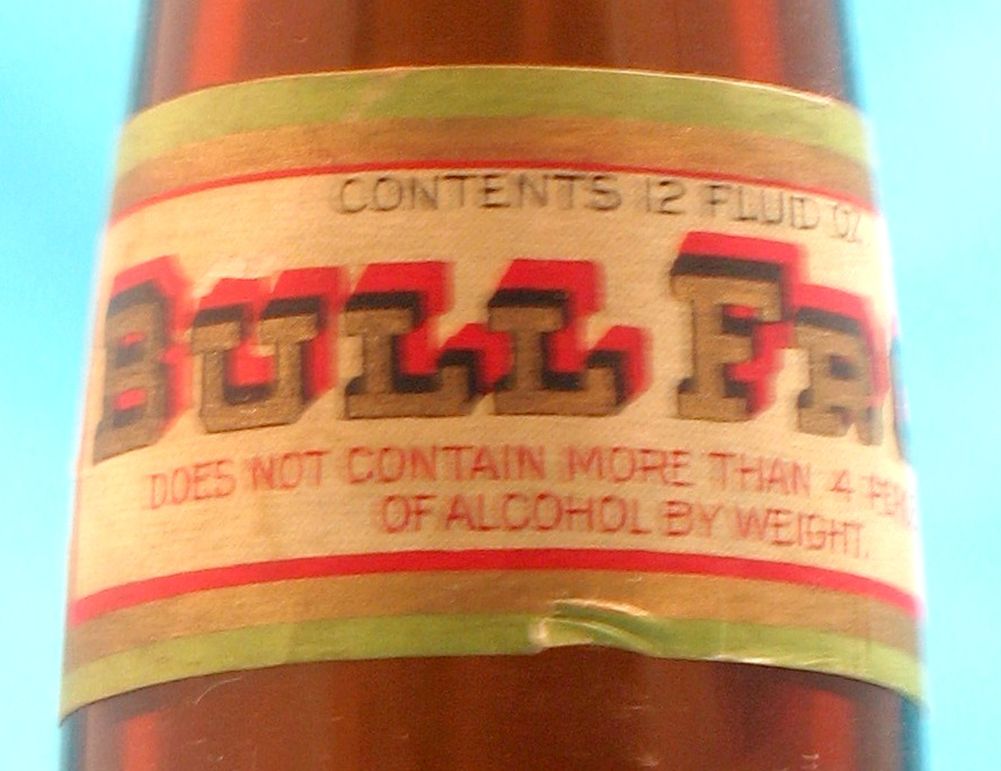 CONTENTS 12 FLUID OZ.
BULL FR
DOES NOT CONTAIN MORE THAN 4
OF ALCOHOL BY WEIGHT.